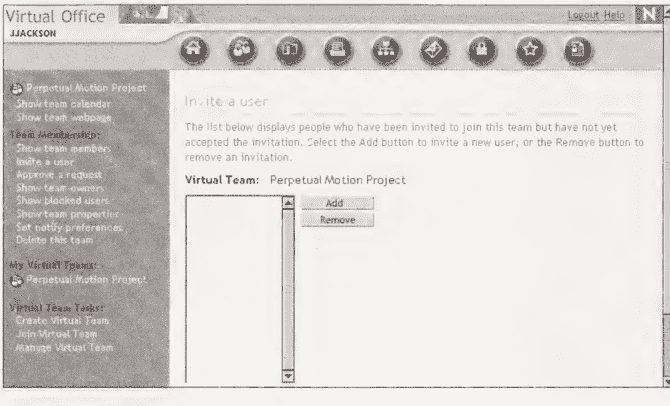 Virtual Office
Logout Help
N
JJACKSON
Perpetual Motion Project
Show team calendar
Show team webpage
Team Membership:
Show team members
Invite a user
Approve a request
Show team owners
Show blocked users
Show team properties
Set notify preferences
Delete this team
My Virtual Teams:
Perpetual Motion Project
Virtual Team Tasks:
Create Virtual Team
Join Virtual Team
Manage Virtual Team
Invite a user
The list below displays people who have been invited to join this team but have not yet
accepted the invitation. Select the Add button to invite a new user, or the Remove button to
remove an invitation.
Virtual Team: Perpetual Motion Project
Add
Remove